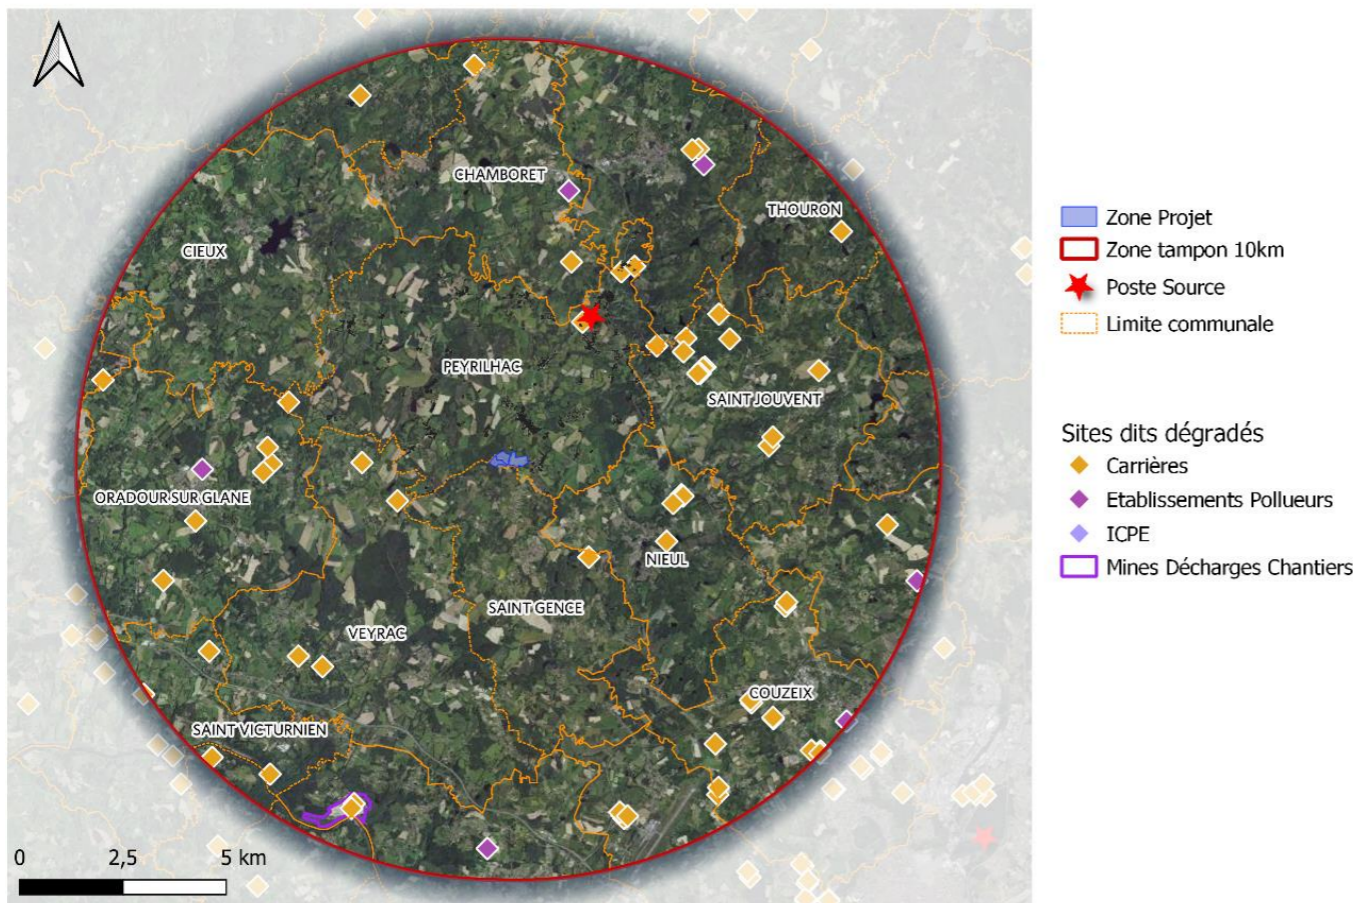 CHAMBORET
THOURON
CIEUX
PEYRILHAC
SAINT JOUVENT
ORADOUR SUR GLANE
NIEUL
SAINT GENCE
VEYRAC
COUZEIX
SAINT VICTURNIEN
0 2,5 5 km
Zone Projet
Zone tampon 10km
Poste Source
Limite communale
Sites dits dégradés
Carrières
Etablissements Pollueurs
ICPE
Mines Décharges Chantiers